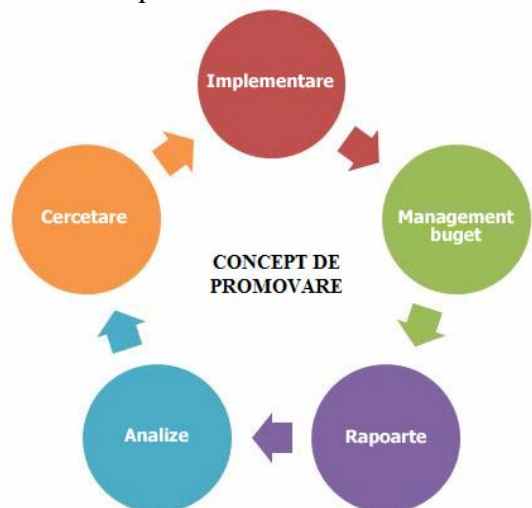 Implementare
Cercetare
Management
buget
CONCEPT DE
PROMOVARE
Analize
Rapoarte